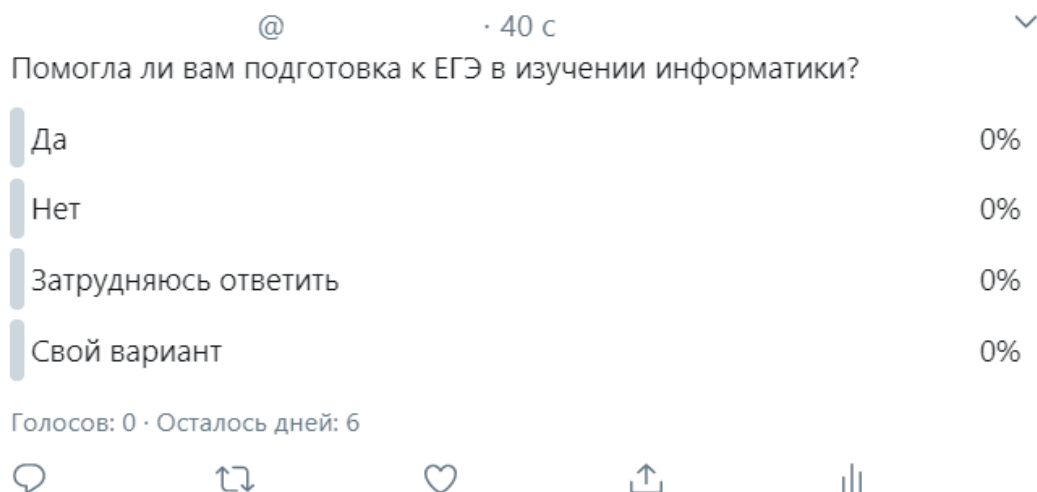 @ · 40 с
Помогла ли вам подготовка к ЕГЭ в изучении информатики?
Да 0%
Нет 0%
Затрудняюсь ответить 0%
Свой вариант 0%
Голосов: 0 · Осталось дней: 6